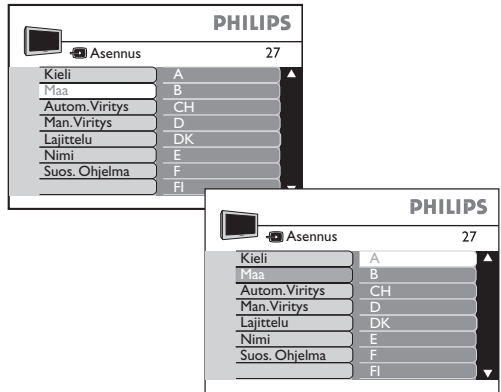 PHILIPS
Asennus 27
Kieli A
Maa B
Autom.Viritys CH
Man.Viritys D
Lajittelu DK
Nimi E
Suos. Ohjelma F
FI
PHILIPS
Asennus 27
Kieli A
Maa B
Autom.Viritys CH
Man.Viritys D
Lajittelu DK
Nimi E
Suos. Ohjelma F
FI